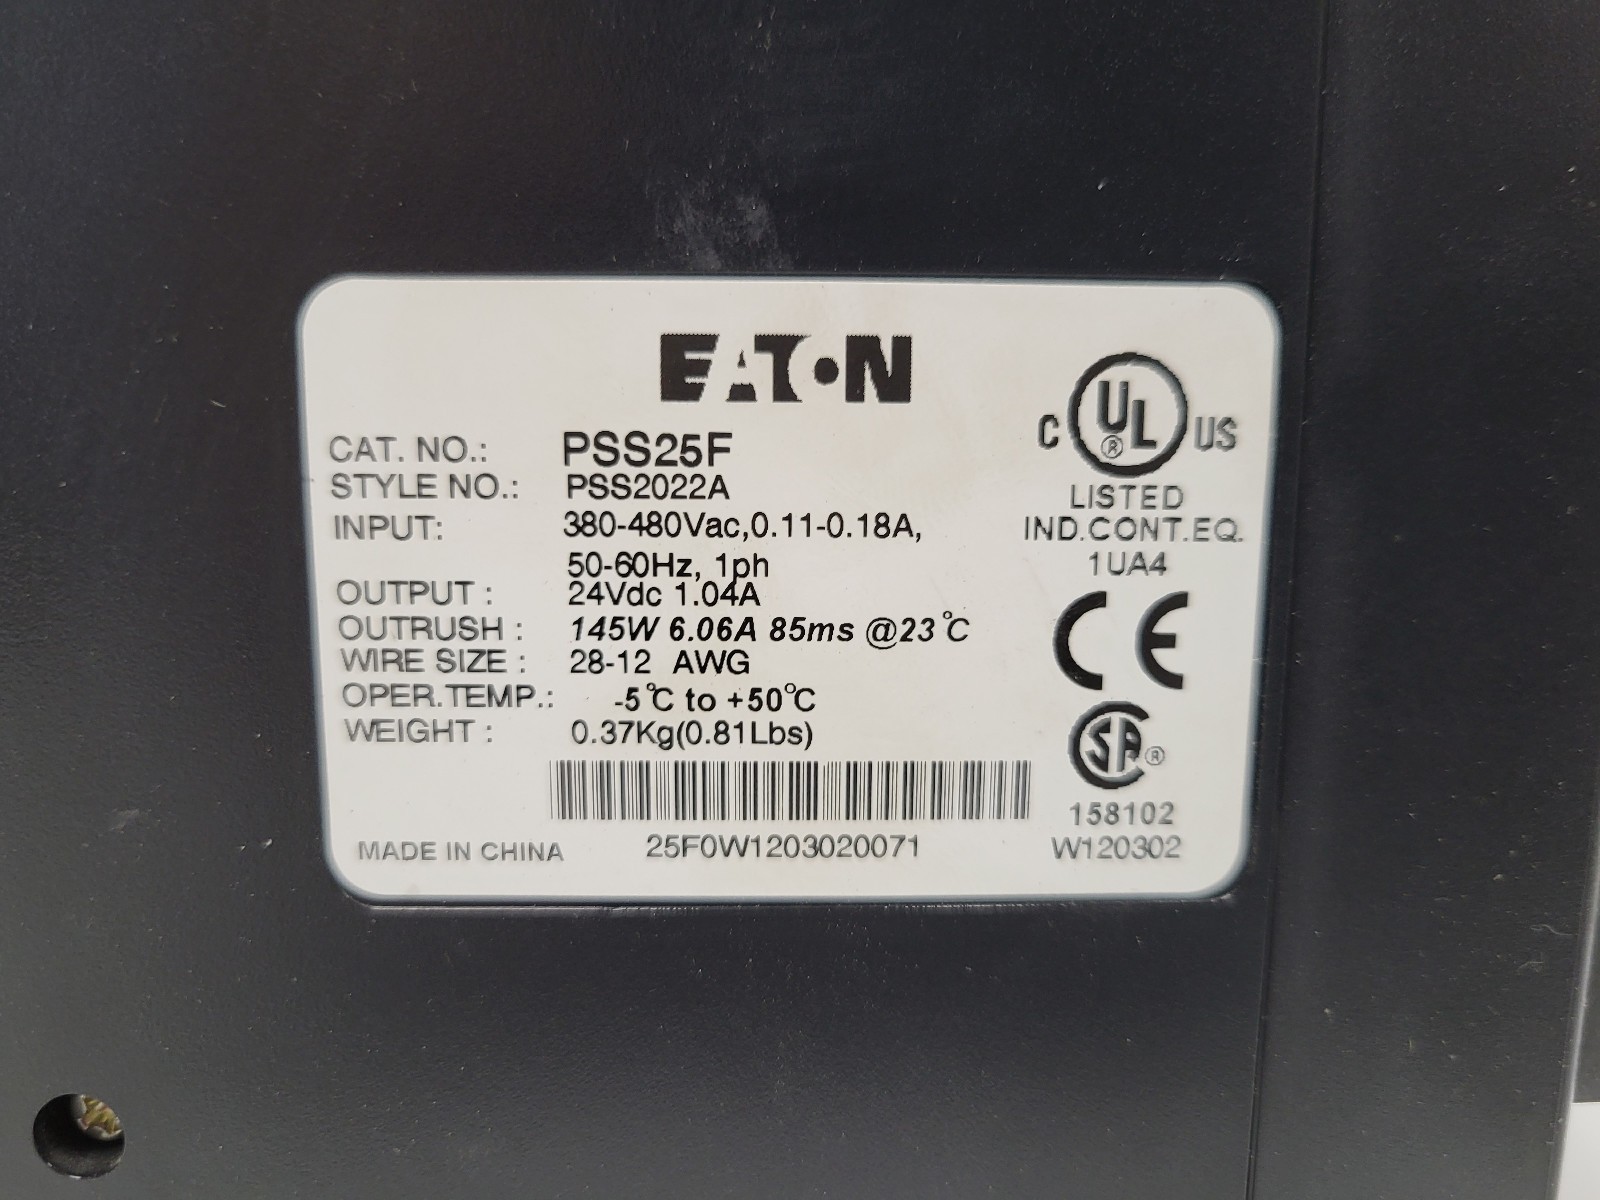 EATON
CAT. NO.: PSS25F
STYLE NO.: PSS2022A
INPUT: 380-480Vac,0.11-0.18A,
50-60Hz, 1ph
OUTPUT : 24Vdc 1.04A
OUTRUSH : 145W 6.06A 85ms @23°C
WIRE SIZE : 28-12 AWG
OPER.TEMP.: -5°C to +50°C
WEIGHT : 0.37Kg(0.81Lbs)
MADE IN CHINA
25F0W1203020071
C UL® US
LISTED
IND.CONT.EQ.
1UA4
CE
SA®
158102
W120302